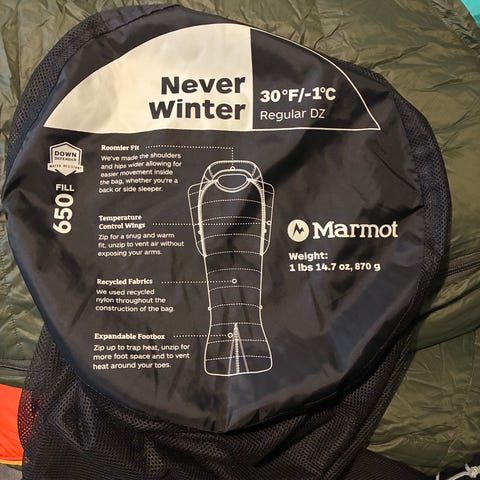 Never
Winter
30°F/-1°C
Regular DZ
DOWN
DEFENDER
WATER RESISTANT
650 FILL
Roomier Fit
We've made the shoulders
and hips wider allowing for
easier movement inside
the bag, whether you're a
back or side sleeper.
Temperature
Control Wings
Zip for a snug and warm
fit, unzip to vent air without
exposing your arms.
Recycled Fabrics
We used recycled
nylon throughout the
construction of the bag.
Expandable Footbox
Zip up to trap heat, unzip for
more foot space and to vent
heat around your toes.
Marmot
Weight:
1 lbs 14.7 oz, 870 g